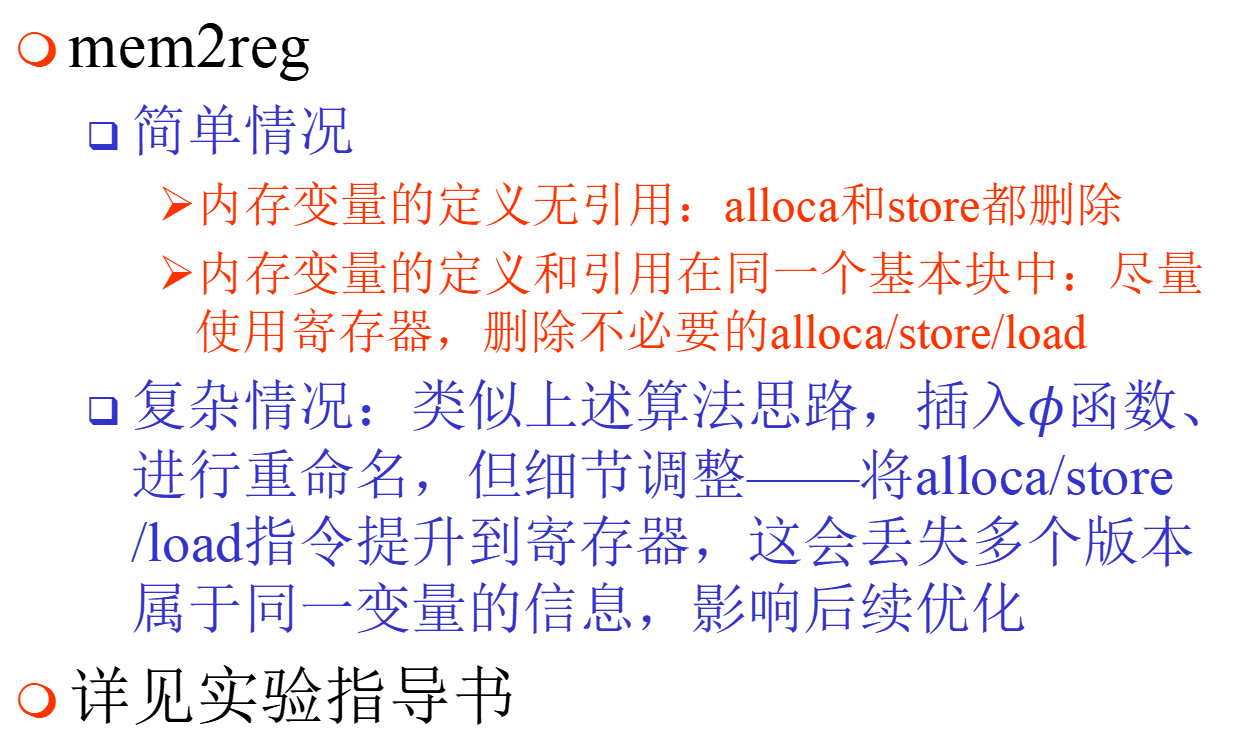 mem2reg
简单情况
内存变量的定义无引用：alloca和store都删除
内存变量的定义和引用在同一个基本块中：尽量
使用寄存器，删除不必要的alloca/store/load
复杂情况：类似上述算法思路，插入ϕ函数、
进行重命名，但细节调整——将alloca/store
/load指令提升到寄存器，这会丢失多个版本
属于同一变量的信息，影响后续优化
详见实验指导书